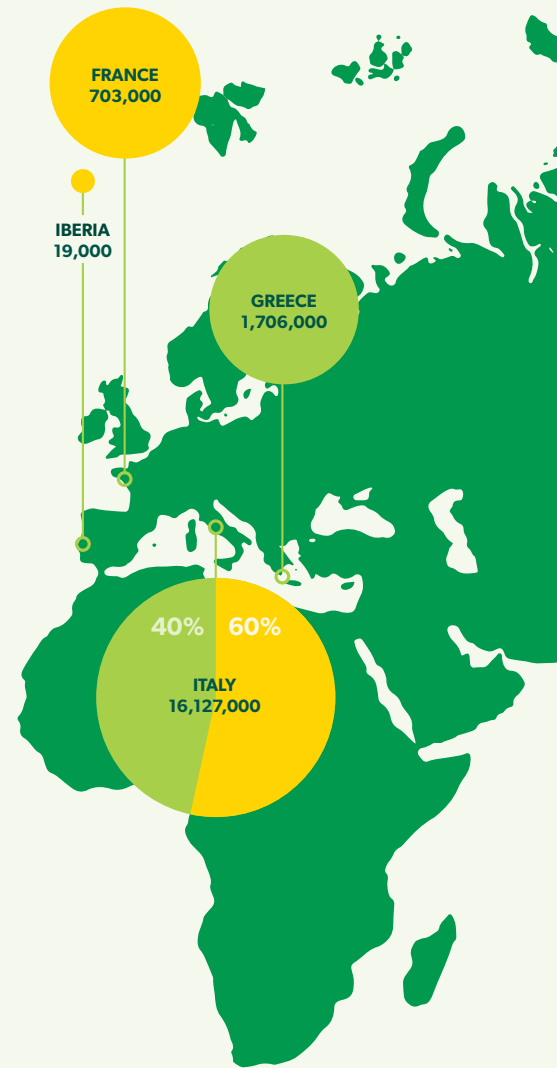 FRANCE
703,000
IBERIA
19,000
GREECE
1,706,000
40% 60%
ITALY
16,127,000